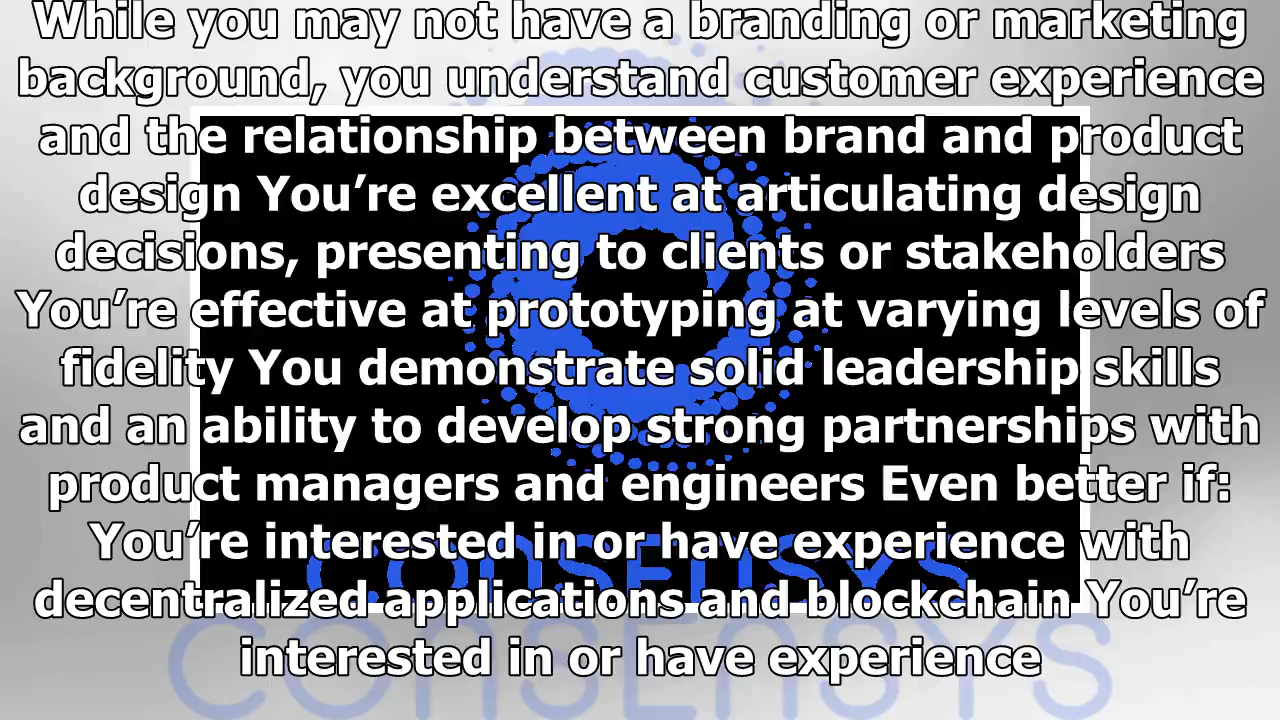 While you may not have a branding or marketing
background, you understand customer experience
and the relationship between brand and product
design You’re excellent at articulating design
decisions, presenting to clients or stakeholders
You’re effective at prototyping at varying levels of
fidelity You demonstrate solid leadership skills
and an ability to develop strong partnerships with
product managers and engineers Even better if:
You’re interested in or have experience with
decentralized applications and blockchain You’re
interested in or have experience
CONSENSYS
CONSENSYS